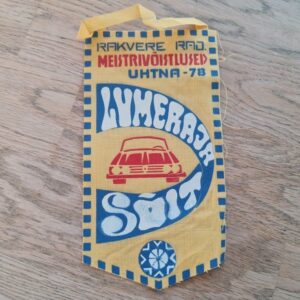 RAKVERE RAJ.
MEISTRIVÕISTLUSED
UHTNA-78
LUMERAJA
SÕIT